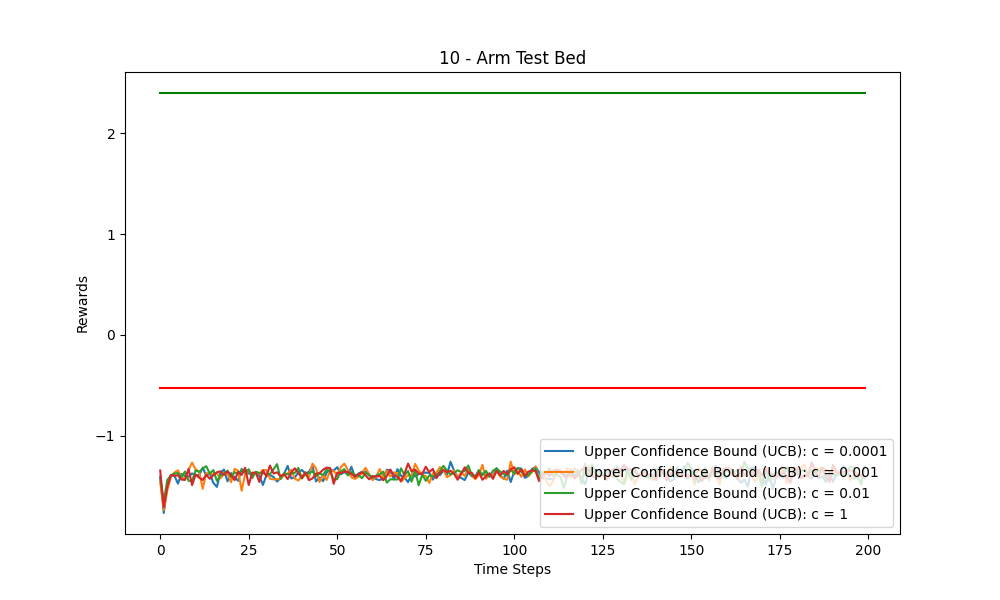 10 - Arm Test Bed
Rewards
2
1
0
−1
Upper Confidence Bound (UCB): c = 0.0001
Upper Confidence Bound (UCB): c = 0.001
Upper Confidence Bound (UCB): c = 0.01
Upper Confidence Bound (UCB): c = 1
0 25 50 75 100 125 150 175 200
Time Steps